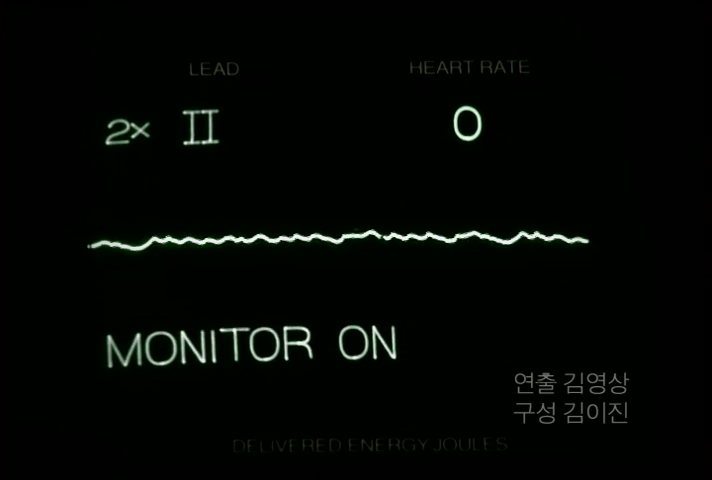 LEAD HEART RATE
2x II 0
MONITOR ON
연출 김영상
구성 김이진
DELIVERED ENERGY JOULES